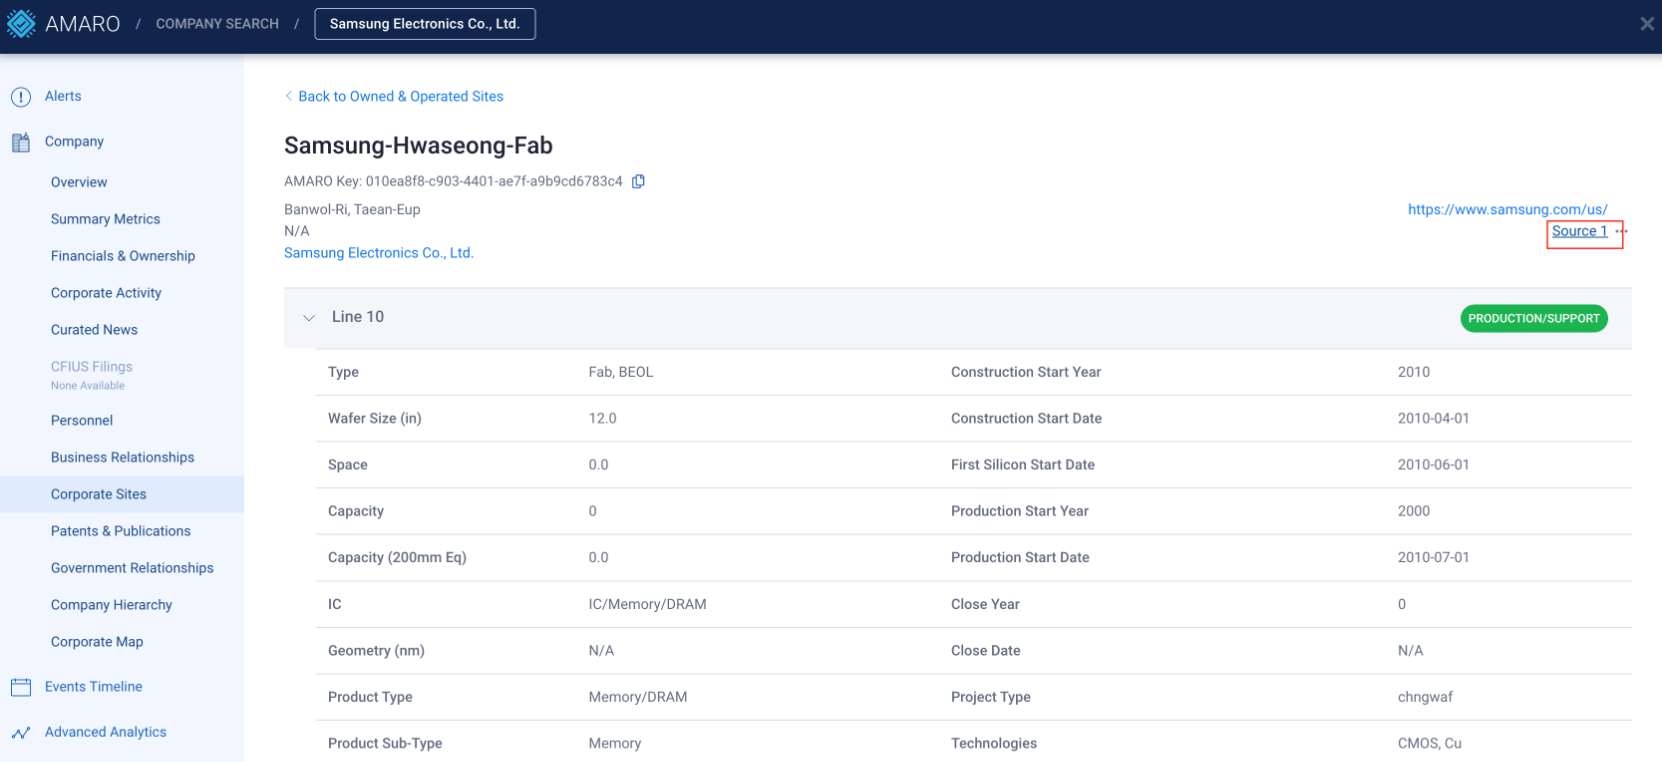 AMARO / COMPANY SEARCH / Samsung Electronics Co., Ltd.
Alerts
Company
Overview
Summary Metrics
Financials & Ownership
Corporate Activity
Curated News
CFIUS Filings
None Available
Personnel
Business Relationships
Corporate Sites
Patents & Publications
Government Relationships
Company Hierarchy
Corporate Map
Events Timeline
Advanced Analytics
Back to Owned & Operated Sites
Samsung-Hwaseong-Fab
AMARO Key: 010ea8f8-c903-4401-ae7f-a9b9cd6783c4
Banwol-Ri, Taean-Eup
N/A
Samsung Electronics Co., Ltd.
https://www.samsung.com/us/
Source 1 ...
Line 10 PRODUCTION/SUPPORT
Type Fab, BEOL Construction Start Year 2010
Wafer Size (in) 12.0 Construction Start Date 2010-04-01
Space 0.0 First Silicon Start Date 2010-06-01
Capacity 0 Production Start Year 2000
Capacity (200mm Eq) 0.0 Production Start Date 2010-07-01
IC IC/Memory/DRAM Close Year 0
Geometry (nm) N/A Close Date N/A
Product Type Memory/DRAM Project Type chngwaf
Product Sub-Type Memory Technologies CMOS, Cu